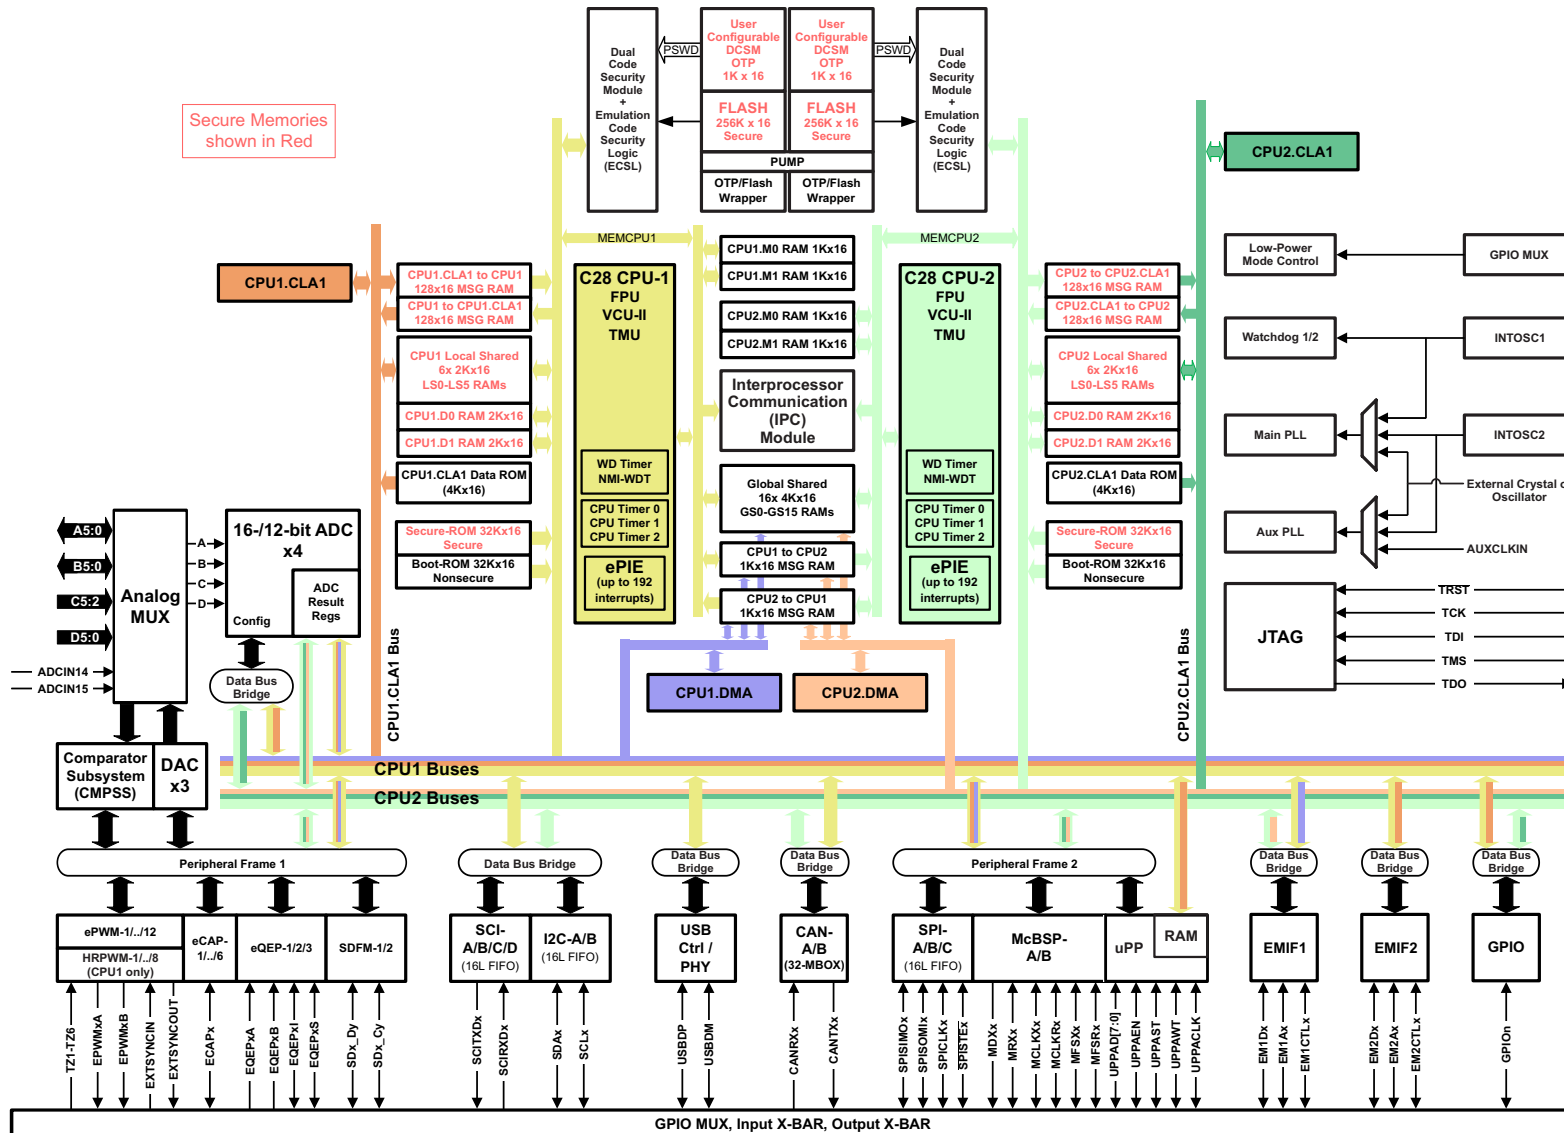 Secure Memories
shown in Red
Dual
Code
Security
Module
+
Emulation
Code
Security
Logic
(ECSL)
PSWD
User
Configurable
DCSM
OTP
1K x 16
User
Configurable
DCSM
OTP
1K x 16
PSWD
FLASH
256K x 16
Secure
FLASH
256K x 16
Secure
PUMP
OTP/Flash
Wrapper
OTP/Flash
Wrapper
Dual
Code
Security
Module
+
Emulation
Code
Security
Logic
(ECSL)
CPU2.CLA1
MEMCPU1
MEMCPU2
CPU1.CLA1
CPU1.CLA1 to CPU1
128x16 MSG RAM
CPU1 to CPU1.CLA1
128x16 MSG RAM
CPU1 Local Shared
6x 2Kx16
LS0-LS5 RAMs
CPU1.D0 RAM 2Kx16
CPU1.D1 RAM 2Kx16
CPU1.CLA1 Data ROM
(4Kx16)
Secure-ROM 32Kx16
Secure
Boot-ROM 32Kx16
Nonsecure
C28 CPU-1
FPU
VCU-II
TMU
WD Timer
NMI-WDT
CPU Timer 0
CPU Timer 1
CPU Timer 2
ePIE
(up to 192
interrupts)
CPU1.M0 RAM 1Kx16
CPU1.M1 RAM 1Kx16
CPU2.M0 RAM 1Kx16
CPU2.M1 RAM 1Kx16
Interprocessor
Communication
(IPC)
Module
Global Shared
16x 4Kx16
GS0-GS15 RAMs
CPU1 to CPU2
1Kx16 MSG RAM
CPU2 to CPU1
1Kx16 MSG RAM
C28 CPU-2
FPU
VCU-II
TMU
WD Timer
NMI-WDT
CPU Timer 0
CPU Timer 1
CPU Timer 2
ePIE
(up to 192
interrupts)
CPU2 to CPU2.CLA1
128x16 MSG RAM
CPU2.CLA1 to CPU2
128x16 MSG RAM
CPU2 Local Shared
6x 2Kx16
LS0-LS5 RAMs
CPU2.D0 RAM 2Kx16
CPU2.D1 RAM 2Kx16
CPU2.CLA1 Data ROM
(4Kx16)
Secure-ROM 32Kx16
Secure
Boot-ROM 32Kx16
Nonsecure
Low-Power
Mode Control
GPIO MUX
Watchdog 1/2
INTOSC1
Main PLL
INTOSC2
External Crystal o
Oscillator
Aux PLL
AUXCLKIN
JTAG
TRST
TCK
TDI
TMS
TDO
A5:0
B5:0
C5:2
D5:0
ADCIN14
ADCIN15
Analog
MUX
A
B
C
D
16-/12-bit ADC
x4
ADC
Result
Regs
Config
Data Bus
Bridge
CPU1.CLA1 Bus
CPU2.CLA1 Bus
CPU1.DMA
CPU2.DMA
Comparator
Subsystem
(CMPSS)
DAC
x3
CPU1 Buses
CPU2 Buses
Peripheral Frame 1
Data Bus Bridge
Data Bus
Bridge
Data Bus
Bridge
Peripheral Frame 2
Data Bus
Bridge
Data Bus
Bridge
Data Bus
Bridge
ePWM-1/../12
HRPWM-1/../8
(CPU1 only)
eCAP-
1/../6
eQEP-1/2/3
SDFM-1/2
SCI-
A/B/C/D
(16L FIFO)
I2C-A/B
(16L FIFO)
USB
Ctrl /
PHY
CAN-
A/B
(32-MBOX)
SPI-
A/B/C
(16L FIFO)
McBSP-
A/B
uPP
RAM
EMIF1
EMIF2
GPIO
TZ1-TZ6
EPWMxA
EPWMxB
EXTSYNCIN
EXTSYNCOUT
ECAPx
EQEPxA
EQEPxB
EQEPxI
EQEPxS
SDx_Dy
SDx_Cy
SCITXDx
SCIRXDx
SDAx
SCLx
USBDP
USBDM
CANRXx
CANTXx
SPISIMOx
SPISOMIx
SPICLKx
SPISTEx
MDXx
MRXx
MCLKXx
MCLKRx
MFSXx
MFSRx
UPPAD[7:0]
UPPAEN
UPPAST
UPPAWT
UPPACLK
EM1Dx
EM1Ax
EM1CTLx
EM2Dx
EM2Ax
EM2CTLx
GPIOn
GPIO MUX, Input X-BAR, Output X-BAR